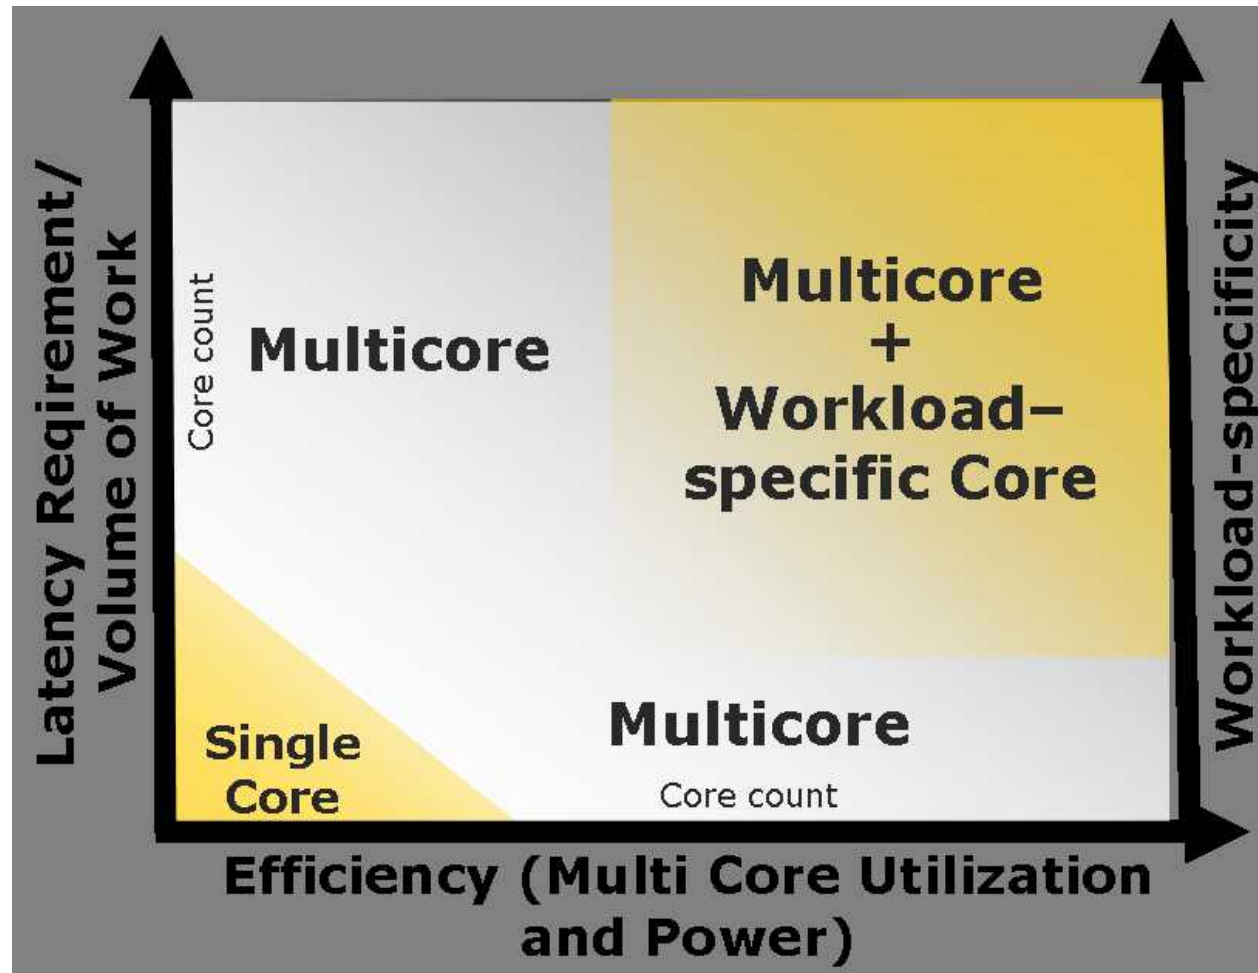 Latency Reqirement/
Volume of Work
Core count
Multicore
Multicore
+
Workload–
specific Core
Workload-specificity
Single
Core
Multicore
Core count
Efficiency (Multi Core Utilization
and Power)